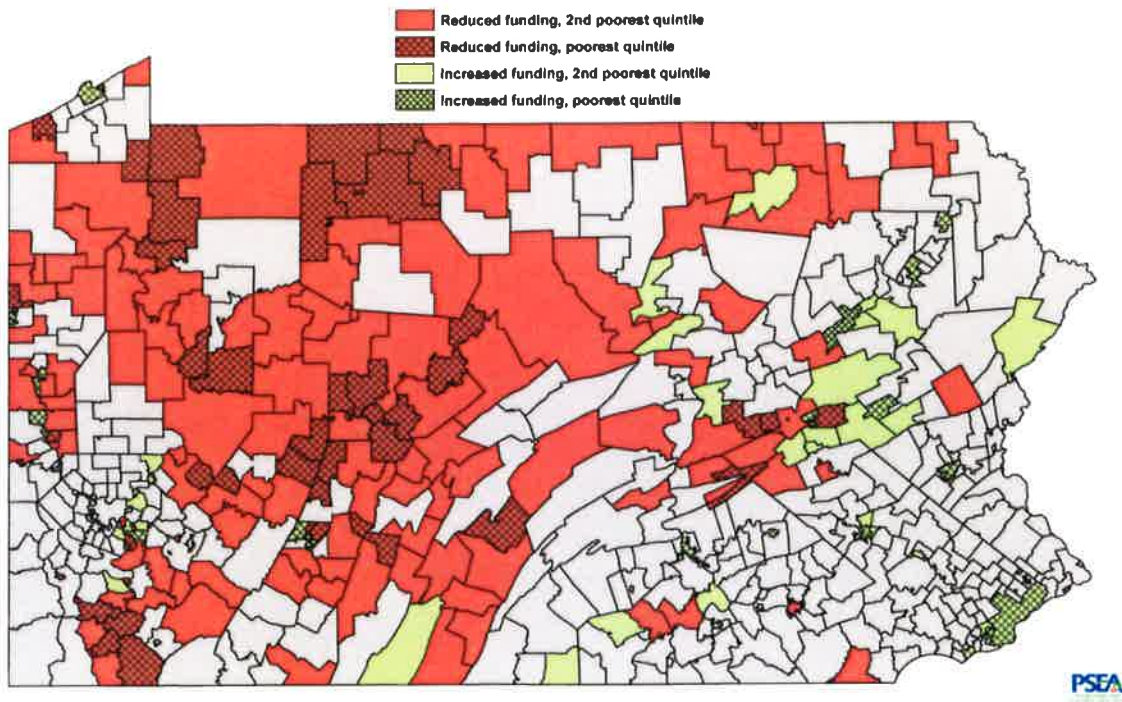 Reduced funding, 2nd poorest quintile
Reduced funding, poorest quintile
Increased funding, 2nd poorest quintile
Increased funding, poorest quintile
PSEA